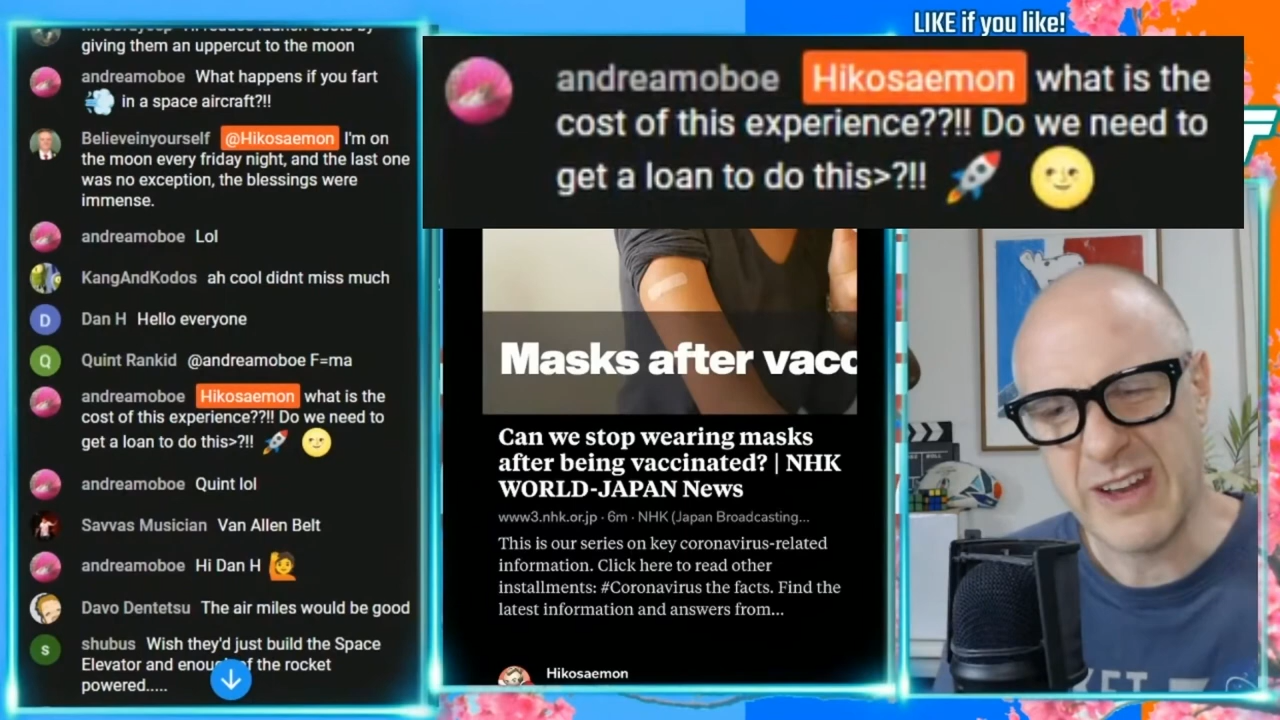 LIKE if you like!
giving them an uppercut to the moon
andreamoboe What happens if you fart
💨 in a space aircraft?!!
Believeinyourself @Hikosaemon I'm on
the moon every friday night, and the last one
was no exception, the blessings were
immense.
andreamoboe Lol
KangAndKodos ah cool didnt miss much
D Dan H Hello everyone
Q Quint Rankid @andreamoboe F=ma
andreamoboe Hikosaemon what is the
cost of this experience??!! Do we need to
get a loan to do this>?!! 🚀 🌝
andreamoboe Quint lol
Savvas Musician Van Allen Belt
andreamoboe Hi Dan H 🙋
Davo Dentetsu The air miles would be good
s shubus Wish they'd just build the Space
Elevator and of the rocket
powered.....
andreamoboe Hikosaemon what is the
cost of this experience??!! Do we need to
get a loan to do this>?!! 🚀 🌝
Masks after vacc
Can we stop wearing masks
after being vaccinated? | NHK
WORLD-JAPAN News
www3.nhk.or.jp · 6m · NHK (Japan Broadcasting...
This is our series on key coronavirus-related
information. Click here to read other
installments: #Coronavirus the facts. Find the
latest information and answers from...
Hikosaemon